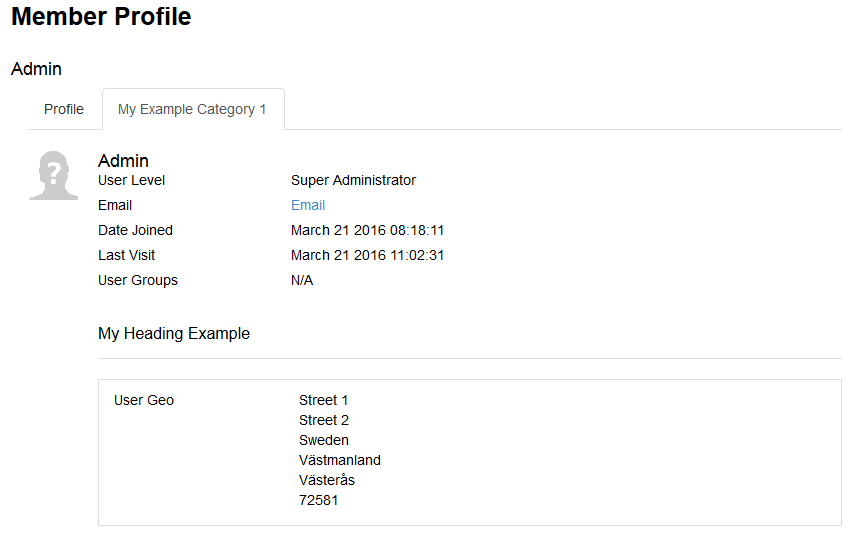 Member Profile
Admin
Profile My Example Category 1
?
Admin
User Level Super Administrator
Email Email
Date Joined March 21 2016 08:18:11
Last Visit March 21 2016 11:02:31
User Groups N/A
My Heading Example
User Geo Street 1
Street 2
Sweden
Västmanland
Västerås
72581